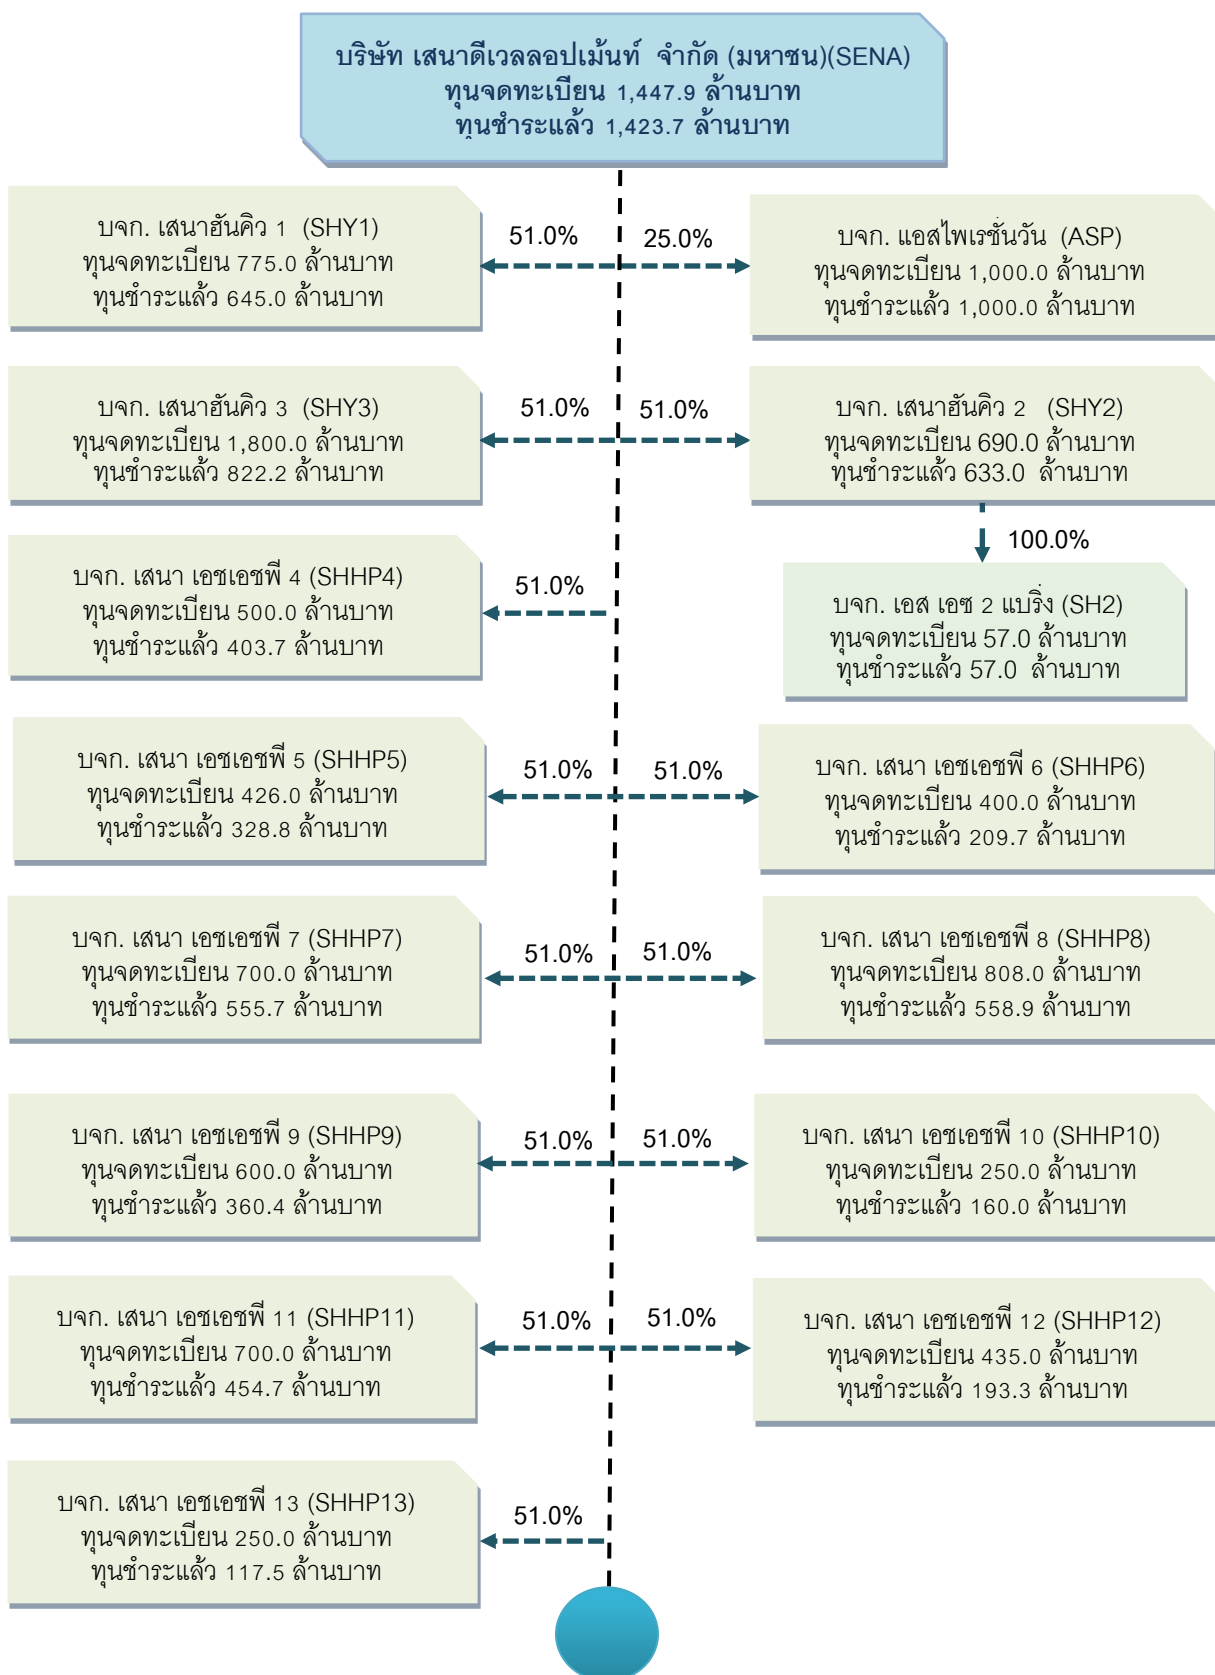 บริษัท เสนาดีเวลลอปเม้นท์ จำกัด (มหาชน)(SENA)
ทุนจดทะเบียน 1,447.9 ล้านบาท
ทุนชำระแล้ว 1,423.7 ล้านบาท
บจก. เสนาฮันคิว 1 (SHY1)
ทุนจดทะเบียน 775.0 ล้านบาท
ทุนชำระแล้ว 645.0 ล้านบาท
51.0%
25.0%
บจก. แอสไพเรชั่นวัน (ASP)
ทุนจดทะเบียน 1,000.0 ล้านบาท
ทุนชำระแล้ว 1,000.0 ล้านบาท
บจก. เสนาฮันคิว 3 (SHY3)
ทุนจดทะเบียน 1,800.0 ล้านบาท
ทุนชำระแล้ว 822.2 ล้านบาท
51.0%
51.0%
บจก. เสนาฮันคิว 2 (SHY2)
ทุนจดทะเบียน 690.0 ล้านบาท
ทุนชำระแล้ว 633.0 ล้านบาท
100.0%
บจก. เสนา เอชเอชพี 4 (SHHP4)
ทุนจดทะเบียน 500.0 ล้านบาท
ทุนชำระแล้ว 403.7 ล้านบาท
51.0%
บจก. เอส เอช 2 แบริ่ง (SH2)
ทุนจดทะเบียน 57.0 ล้านบาท
ทุนชำระแล้ว 57.0 ล้านบาท
บจก. เสนา เอชเอชพี 5 (SHHP5)
ทุนจดทะเบียน 426.0 ล้านบาท
ทุนชำระแล้ว 328.8 ล้านบาท
51.0%
51.0%
บจก. เสนา เอชเอชพี 6 (SHHP6)
ทุนจดทะเบียน 400.0 ล้านบาท
ทุนชำระแล้ว 209.7 ล้านบาท
บจก. เสนา เอชเอชพี 7 (SHHP7)
ทุนจดทะเบียน 700.0 ล้านบาท
ทุนชำระแล้ว 555.7 ล้านบาท
51.0%
51.0%
บจก. เสนา เอชเอชพี 8 (SHHP8)
ทุนจดทะเบียน 808.0 ล้านบาท
ทุนชำระแล้ว 558.9 ล้านบาท
บจก. เสนา เอชเอชพี 9 (SHHP9)
ทุนจดทะเบียน 600.0 ล้านบาท
ทุนชำระแล้ว 360.4 ล้านบาท
51.0%
51.0%
บจก. เสนา เอชเอชพี 10 (SHHP10)
ทุนจดทะเบียน 250.0 ล้านบาท
ทุนชำระแล้ว 160.0 ล้านบาท
บจก. เสนา เอชเอชพี 11 (SHHP11)
ทุนจดทะเบียน 700.0 ล้านบาท
ทุนชำระแล้ว 454.7 ล้านบาท
51.0%
51.0%
บจก. เสนา เอชเอชพี 12 (SHHP12)
ทุนจดทะเบียน 435.0 ล้านบาท
ทุนชำระแล้ว 193.3 ล้านบาท
บจก. เสนา เอชเอชพี 13 (SHHP13)
ทุนจดทะเบียน 250.0 ล้านบาท
ทุนชำระแล้ว 117.5 ล้านบาท
51.0%